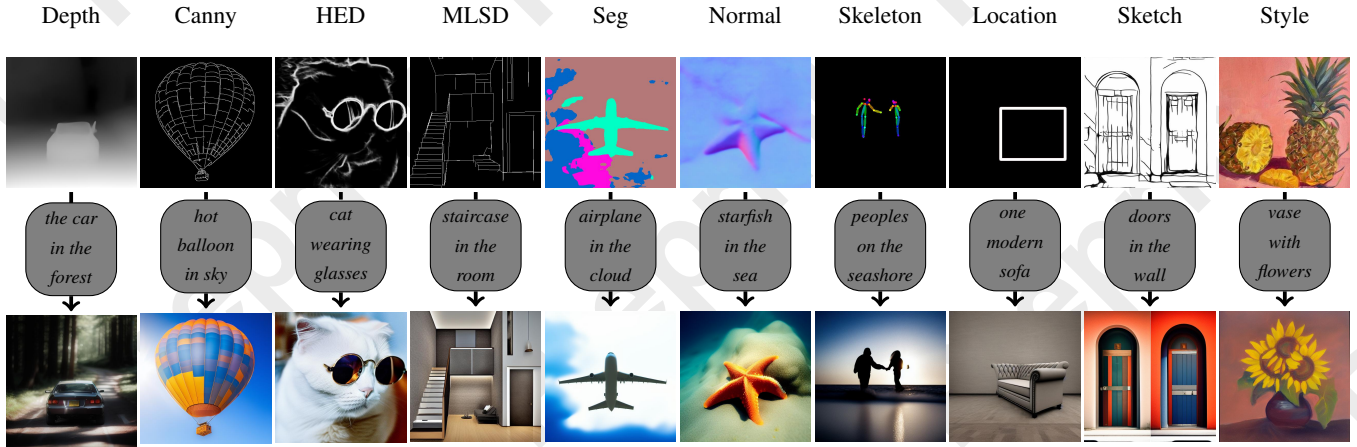 Depth Canny HED MLSD Seg Normal Skeleton Location Sketch Style
the car
in the
forest
hot
balloon
in sky
cat
wearing
glasses
staircase
in the
room
airplane
in the
cloud
starfish
in the
sea
peoples
on the
seashore
one
modern
sofa
doors
in the
wall
vase
with
flowers